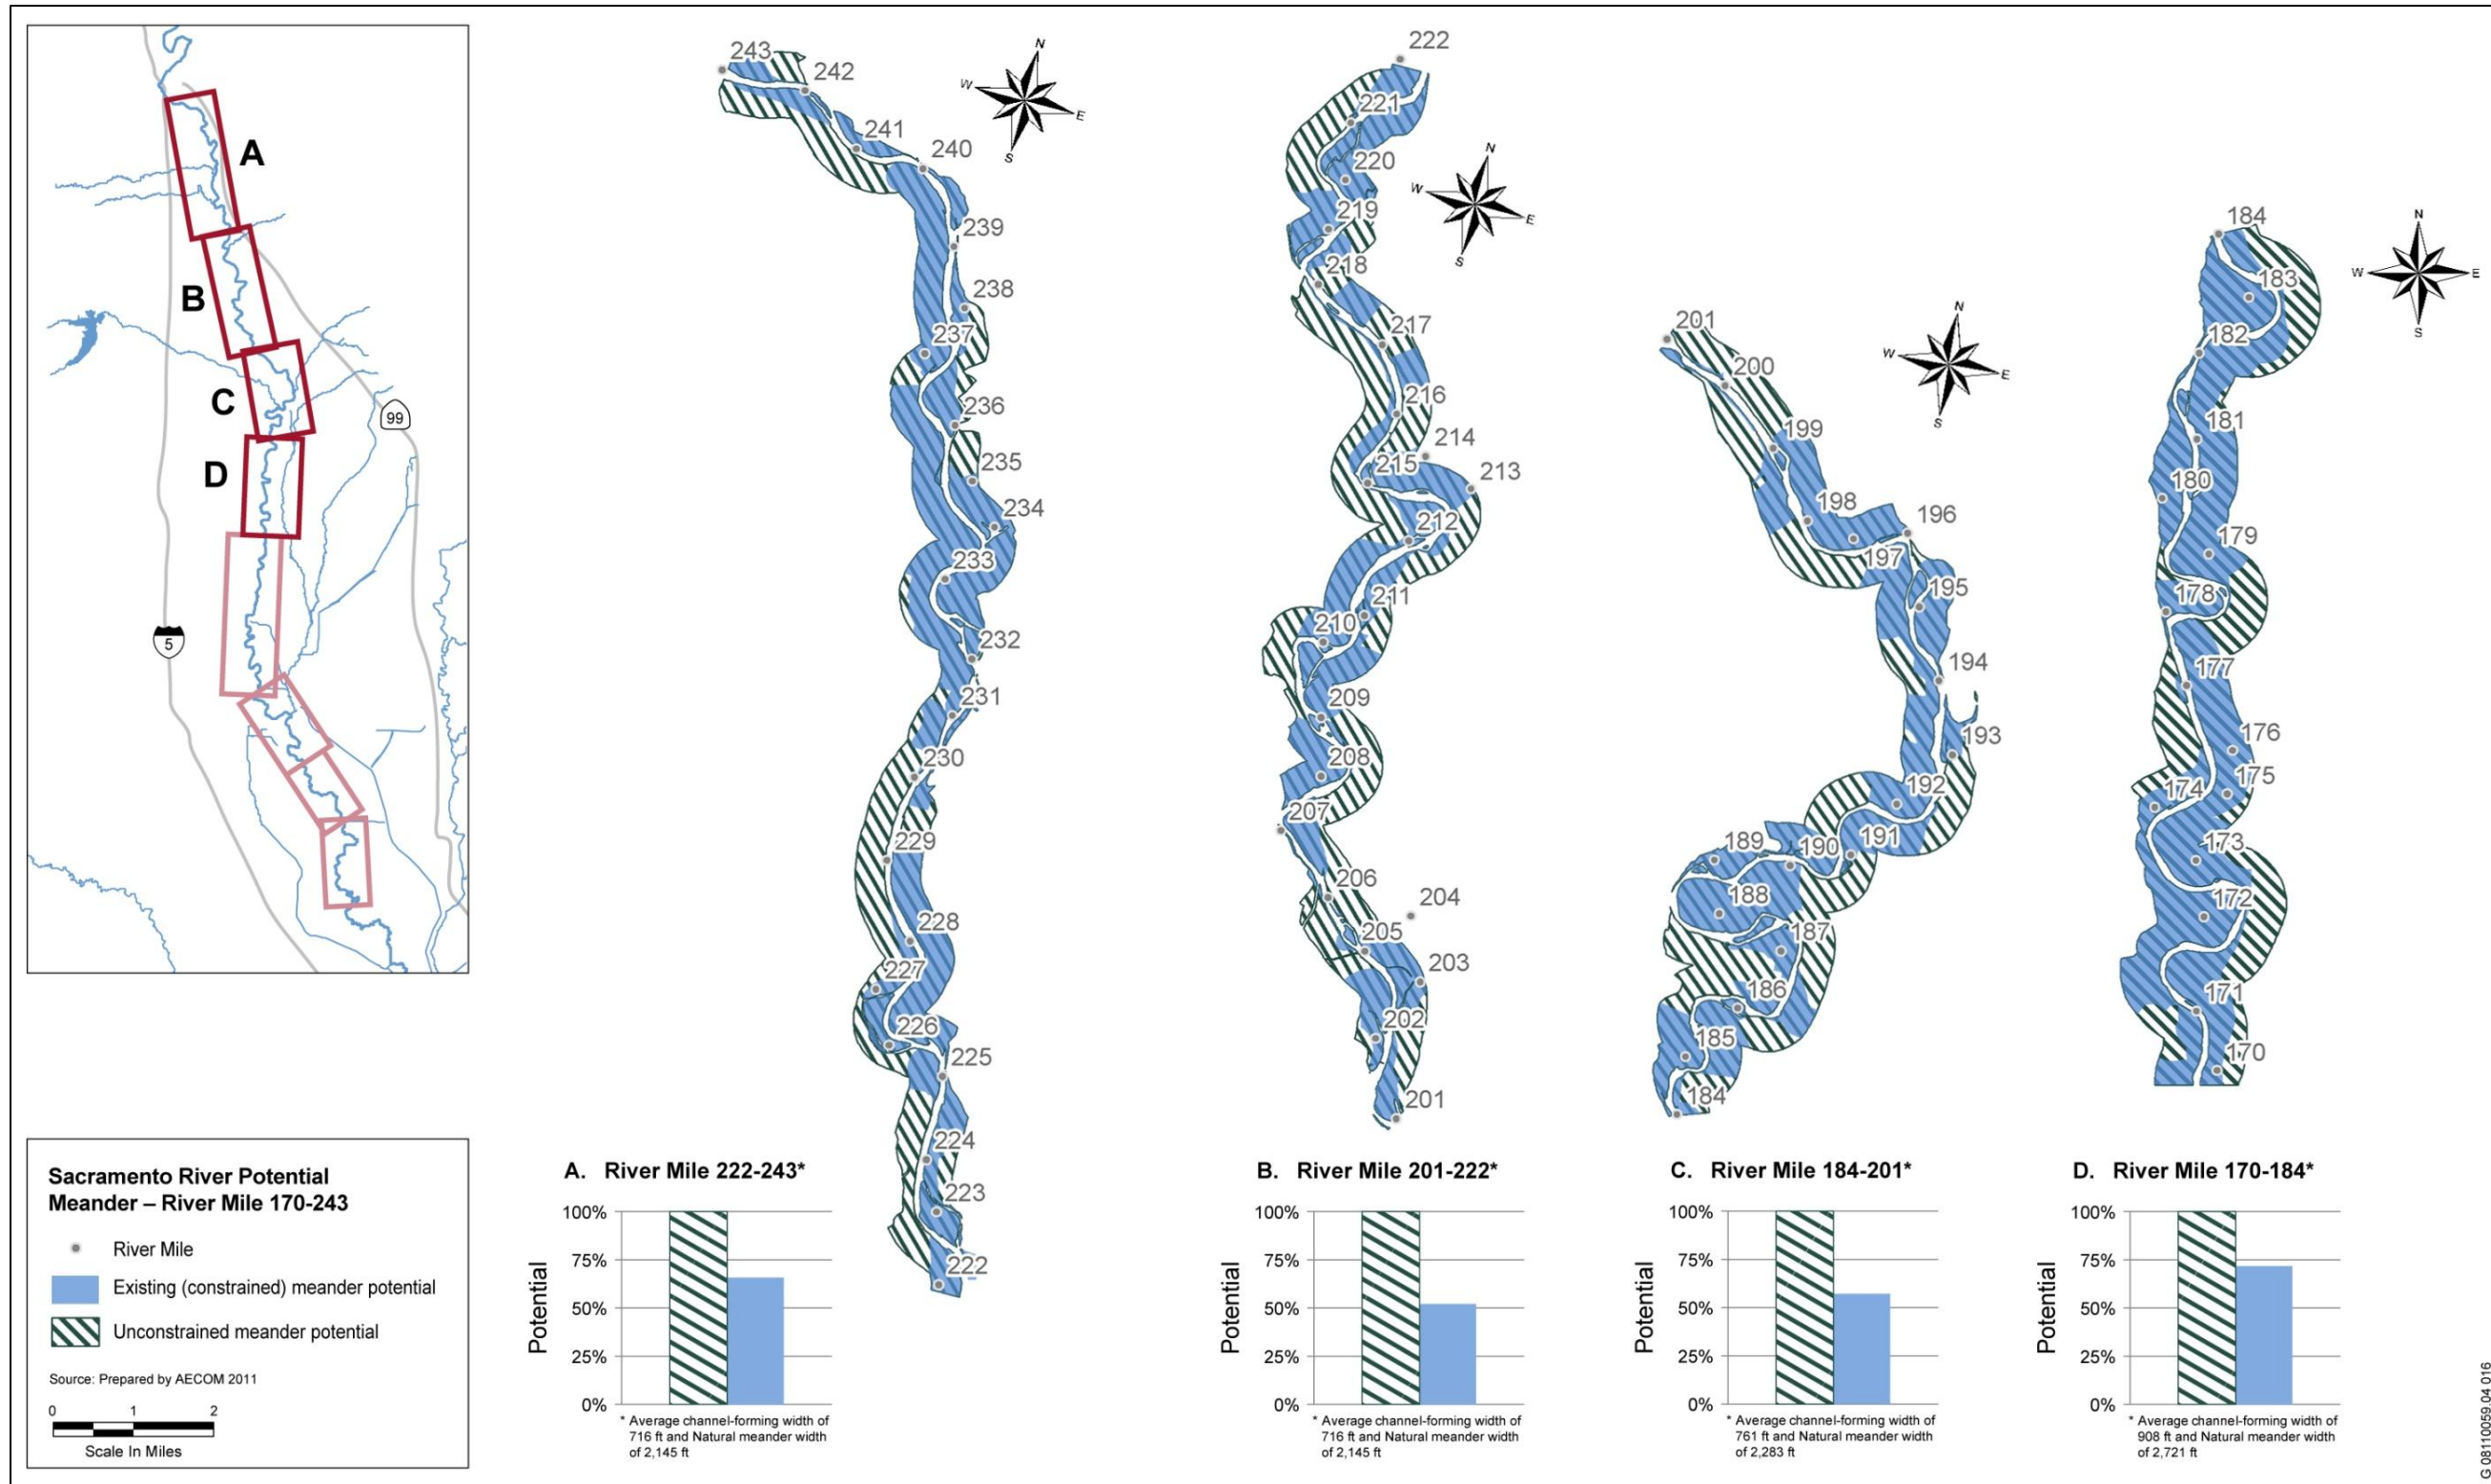 A
B
C
D
99
5
Sacramento River Potential
Meander – River Mile 170-243
River Mile
Existing (constrained) meander potential
Unconstrained meander potential
Source: Prepared by AECOM 2011
0 1 2
Scale In Miles
243
242
241
240
239
238
237
236
235
234
233
232
231
230
229
228
227
226
225
224
223
222
N
W
E
S
222
221
220
219
218
217
216
214
215
213
212
211
210
209
208
207
206
204
205
203
202
201
N
W
E
S
201
200
199
198
196
197
195
194
193
192
191
190
189
188
187
186
185
184
N
W
E
S
184
183
182
181
180
179
178
177
176
175
174
173
172
171
170
N
W
E
S
A. River Mile 222-243*
Potential
100%
75%
50%
25%
0%
* Average channel-forming width of
716 ft and Natural meander width
of 2,145 ft
B. River Mile 201-222*
Potential
100%
75%
50%
25%
0%
* Average channel-forming width of
716 ft and Natural meander width
of 2,145 ft
C. River Mile 184-201*
Potential
100%
75%
50%
25%
0%
* Average channel-forming width of
761 ft and Natural meander width
of 2,283 ft
D. River Mile 170-184*
Potential
100%
75%
50%
25%
0%
* Average channel-forming width of
908 ft and Natural meander width
of 2,721 ft
G 08110059.04 016